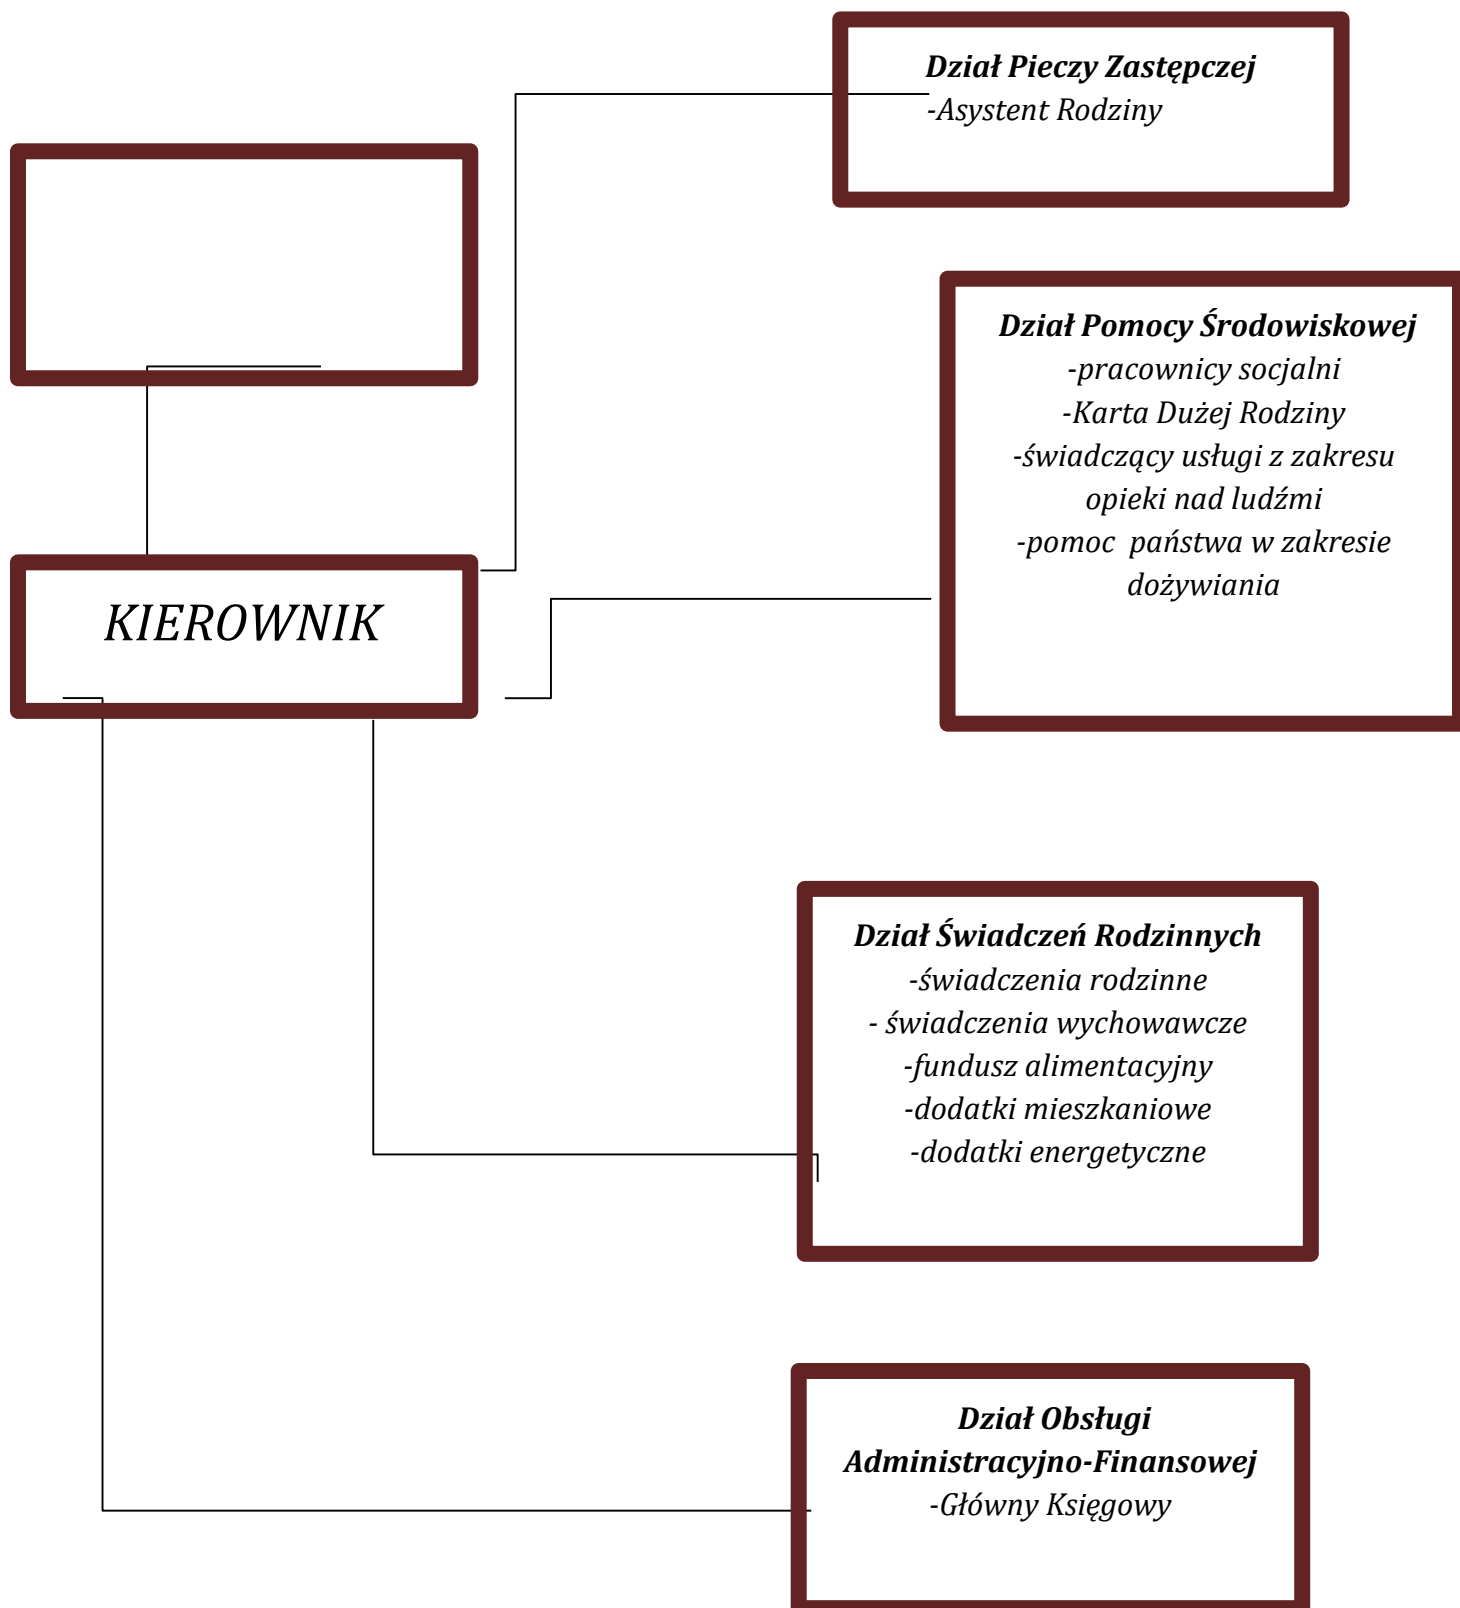 Dział Pieczy Zastępczej
-Asystent Rodziny
Dział Pomocy Środowiskowej
-pracownicy socjalni
-Karta Dużej Rodziny
-świadczący usługi z zakresu
opieki nad ludźmi
-pomoc  państwa w zakresie
dożywiania
KIEROWNIK
Dział Świadczeń Rodzinnych
-świadczenia rodzinne
- świadczenia wychowawcze
-fundusz alimentacyjny
-dodatki mieszkaniowe
-dodatki energetyczne
Dział Obsługi
Administracyjno-Finansowej
-Główny Księgowy